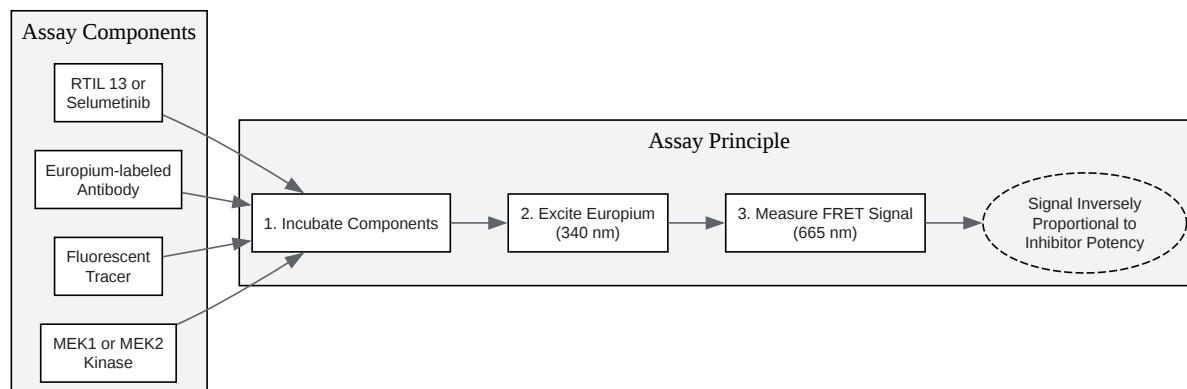 Assay Components
RTIL 13 or
Selumetinib
Europium-labeled
Antibody
Fluorescent
Tracer
MEK1 or MEK2
Kinase
Assay Principle
1. Incubate Components
2. Excite Europium
(340 nm)
3. Measure FRET Signal
(665 nm)
Signal Inversely
Proportional to
Inhibitor Potency